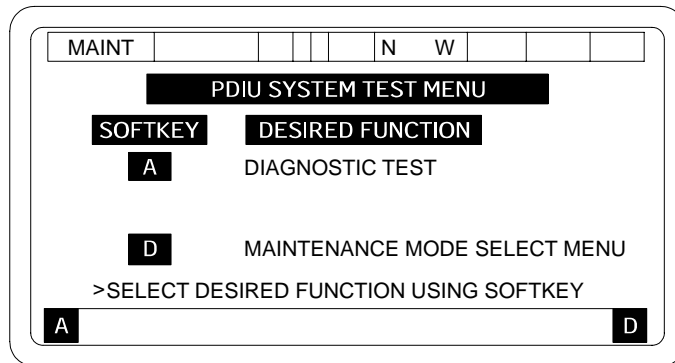 MAINT N W
PDIU SYSTEM TEST MENU
SOFTKEY DESIRED FUNCTION
A DIAGNOSTIC TEST
D MAINTENANCE MODE SELECT MENU
>SELECT DESIRED FUNCTION USING SOFTKEY
A D